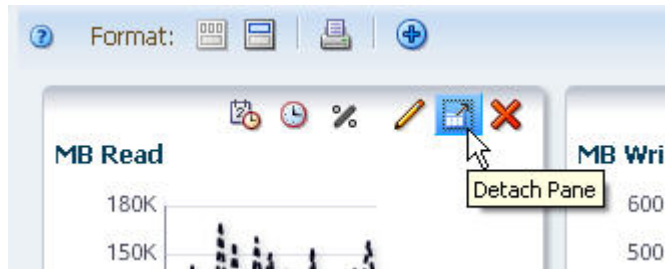 Format:
MB Read
MB Wri
Detach Pane
180K
600
150K
500